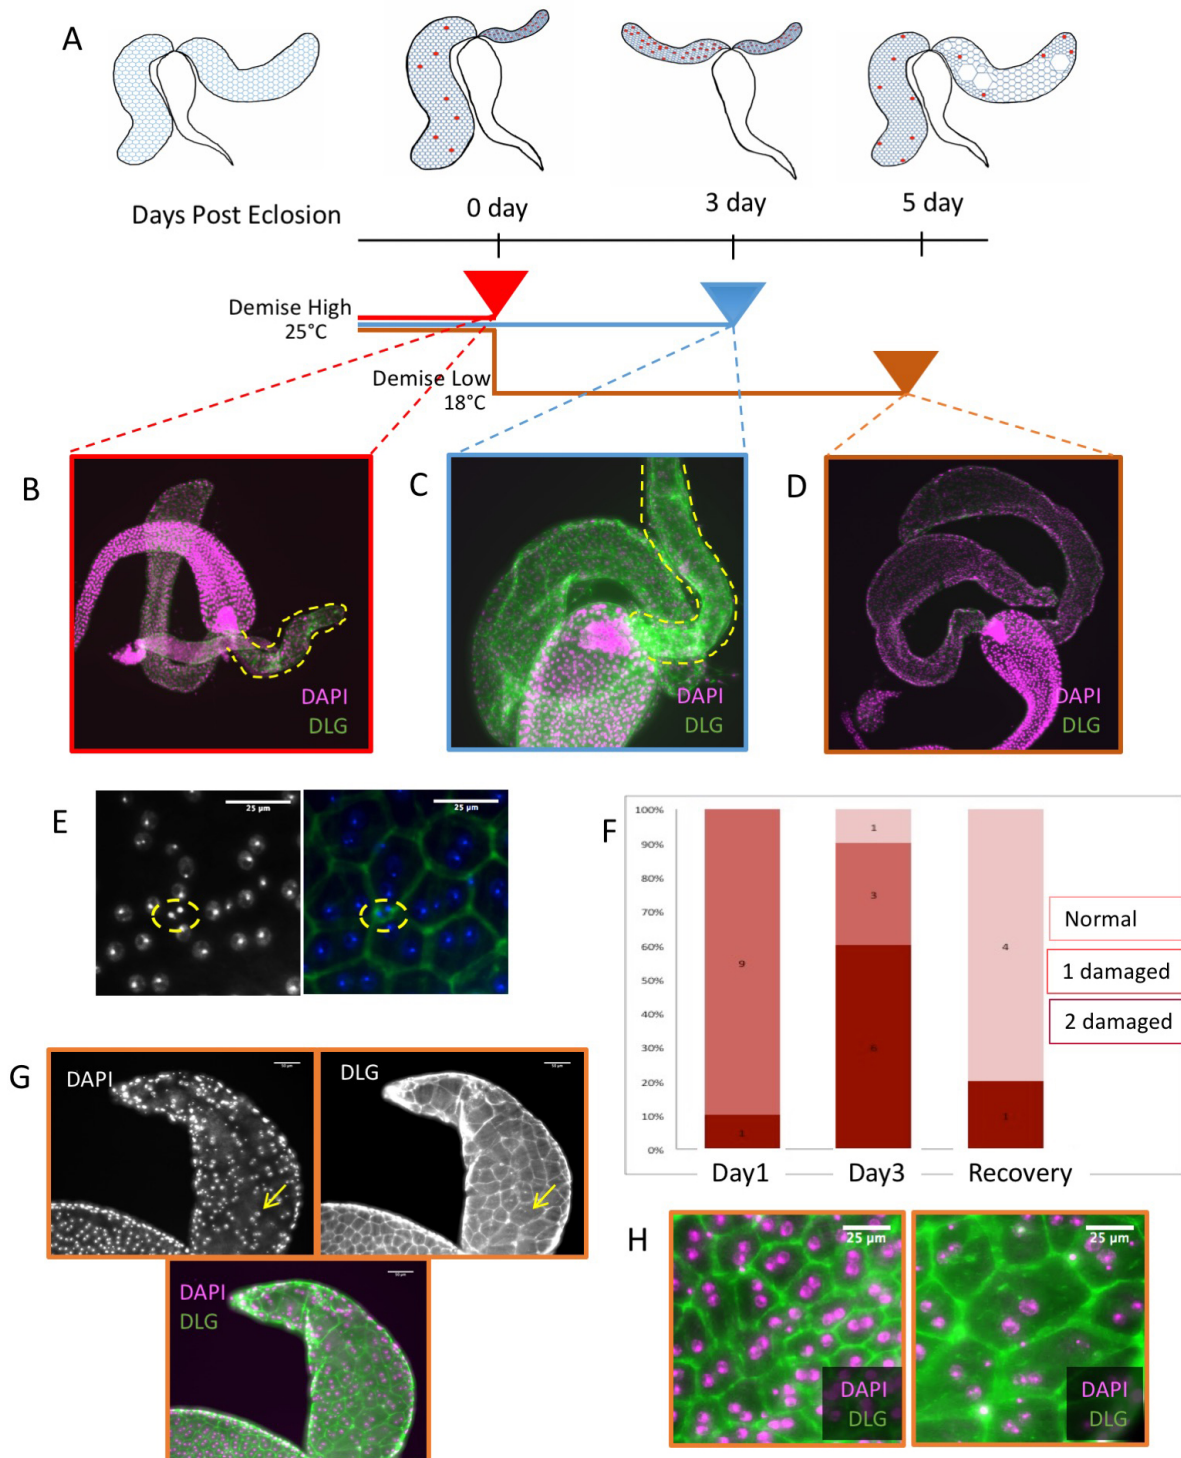 A
Days Post Eclosion
0 day
3 day
5 day
Demise High
25°C
Demise Low
18°C
B
DAPI
DLG
C
DAPI
DLG
D
DAPI
DLG
E
25 μm
25 μm
F
100%
90%
80%
70%
60%
50%
40%
30%
20%
10%
0%
9
1
1
3
6
4
1
Day1
Day3
Recovery
Normal
1 damaged
2 damaged
G
DAPI
DLG
DAPI
DLG
H
25 μm
DAPI
DLG
25 μm
DAPI
DLG